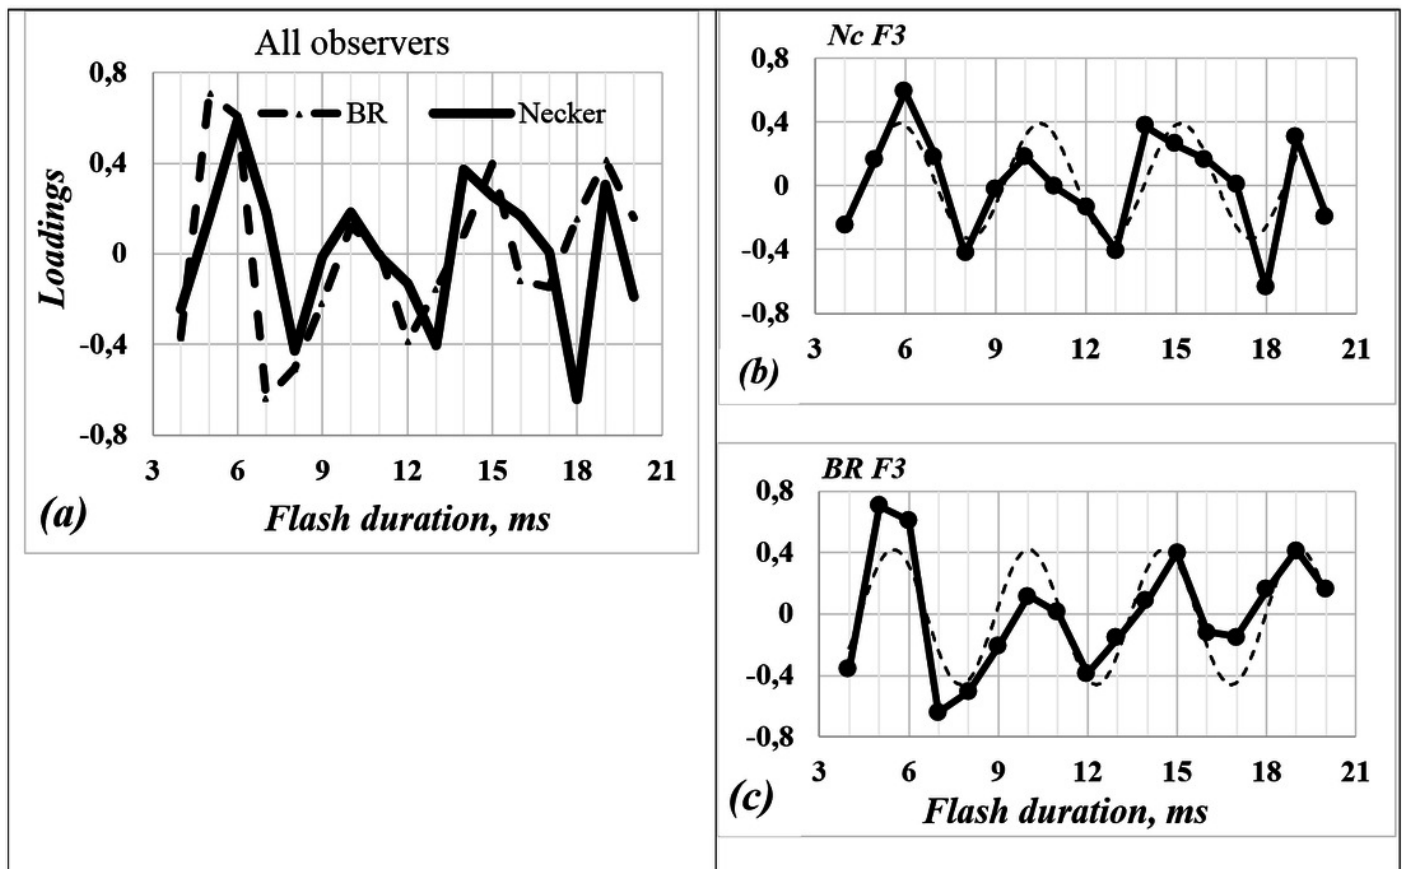 All observers
0,8
BR
Necker
0,4
0
-0,4
-0,8
Loadings
3 6 9 12 15 18 21
(a)
Flash duration, ms
Nc F3
0,8
0,4
0
-0,4
-0,8
3 6 9 12 15 18 21
(b)
BR F3
0,8
0,4
0
-0,4
-0,8
3 6 9 12 15 18 21
(c)
Flash duration, ms